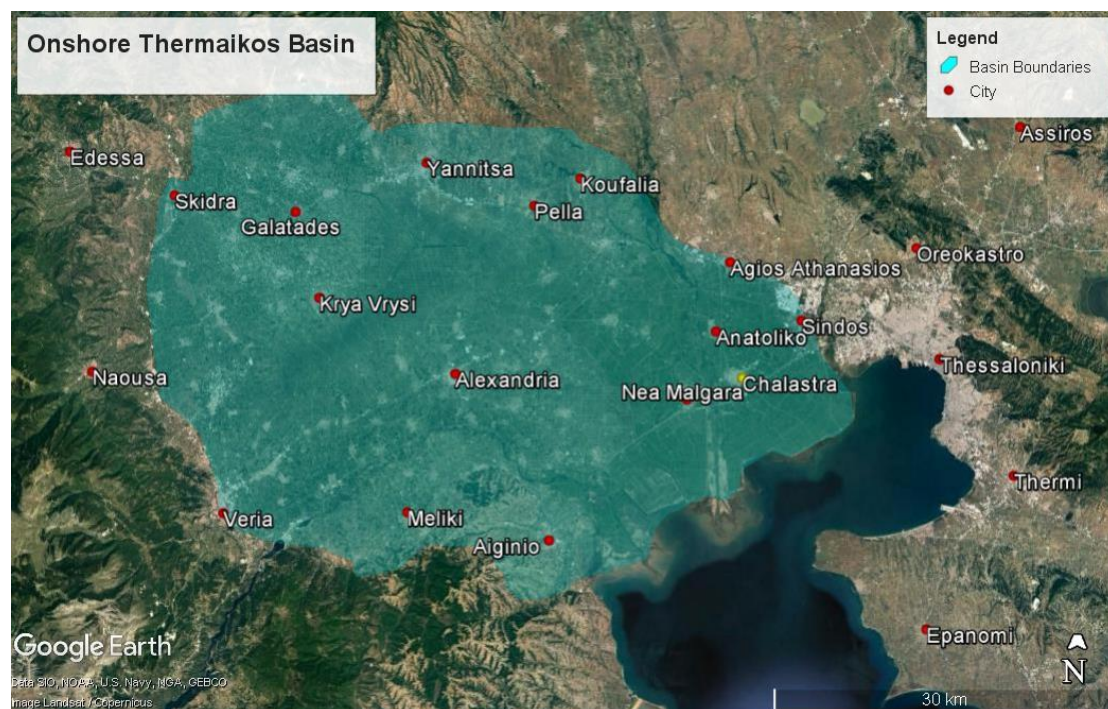 Onshore Thermaikos Basin
Legend
Basin Boundaries
City
Assiros
Edessa
Yannitsa
Koufalia
Skidra
Pella
Galatades
Oreokastro
Agios Athanasios
Krya Vrysi
Sindos
Anatoliko
Thessaloniki
Naousa
Alexandria
Chalastra
Nea Malgara
Thermi
Veria
Meliki
Aiginio
Epanomi
Google Earth
N
Data SIO, NOAA, U.S. Navy, NGA, GEBCO
Image Landsat / Copernicus
30 km